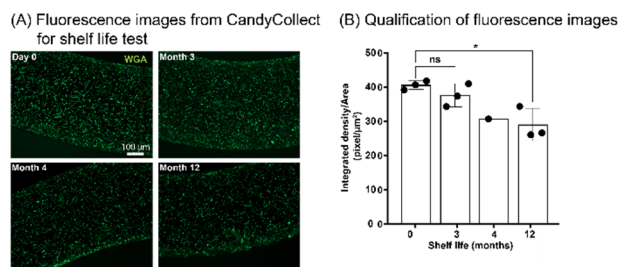 (A) Fluorescence images from CandyCollect
for shelf life test
Day 0
WGA
100 μm
Month 3
Month 4
Month 12
(B) Qualification of fluorescence images
Integrated density/Area
(pixel/μm²)
500
400
300
200
100
0
ns
*
0
3
4
12
Shelf life (months)